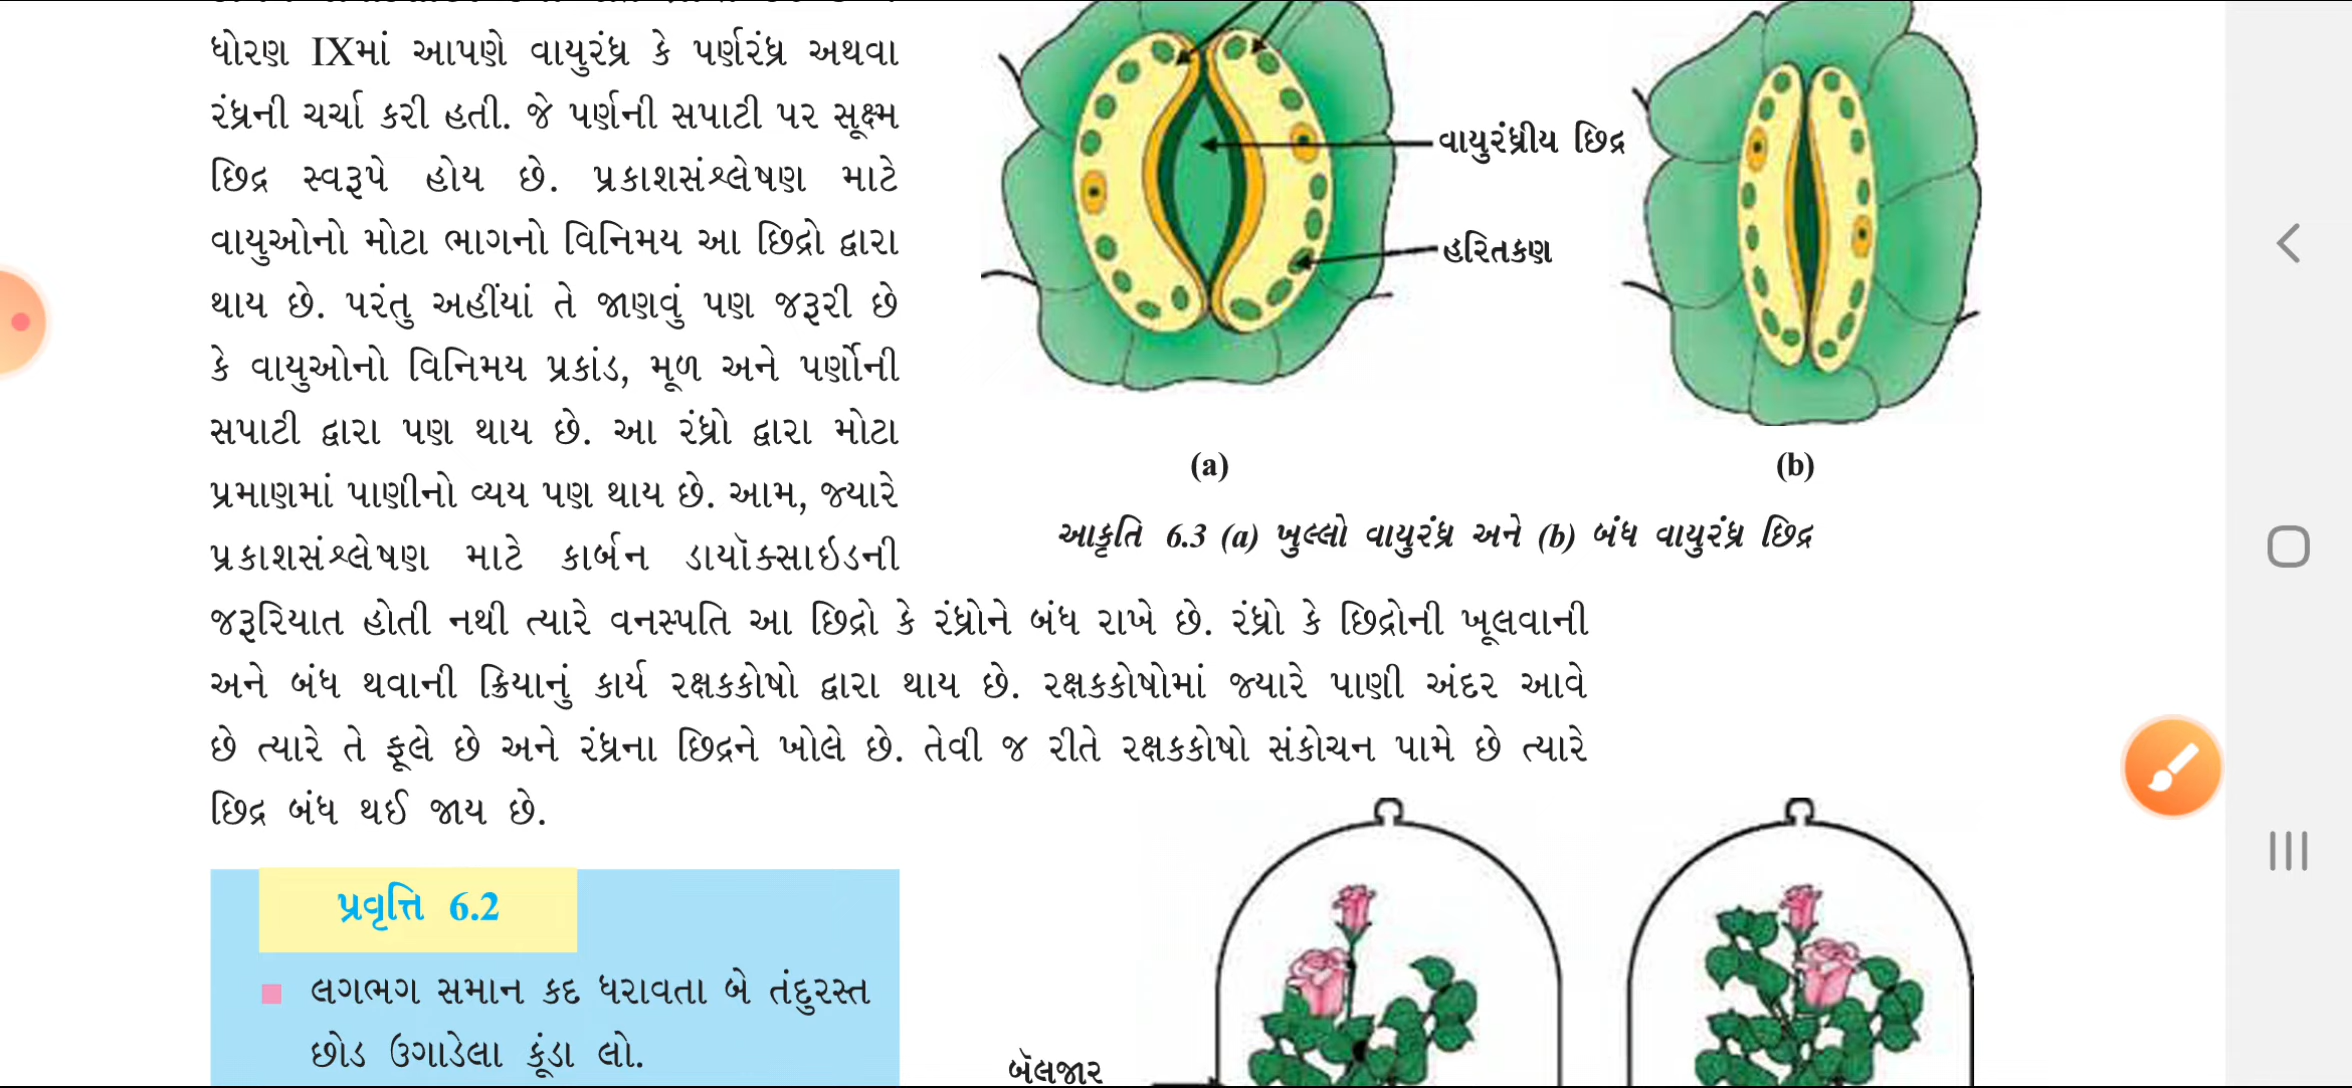 ધોરણ IXમાં આપણે વાયુરંધ્ર કે પર્ણરંધ્ર અથવા
રંધ્રની ચર્ચા કરી હતી. જે પર્ણની સપાટી પર સૂક્ષ્મ
છિદ્ર સ્વરૂપે હોય છે. પ્રકાશસંશ્લેષણ માટે
વાયુઓનો મોટા ભાગનો વિનિમય આ છિદ્રો દ્વારા
થાય છે. પરંતુ અહીંયાં તે જાણવું પણ જરૂરી છે
કે વાયુઓનો વિનિમય પ્રકાંડ, મૂળ અને પર્ણોની
સપાટી દ્વારા પણ થાય છે. આ રંધ્રો દ્વારા મોટા
પ્રમાણમાં પાણીનો વ્યય પણ થાય છે. આમ, જ્યારે
પ્રકાશસંશ્લેષણ માટે કાર્બન ડાયૉક્સાઇડની
જરૂરિયાત હોતી નથી ત્યારે વનસ્પતિ આ છિદ્રો કે રંધ્રોને બંધ રાખે છે. રંધ્રો કે છિદ્રોની ખૂલવાની
અને બંધ થવાની ક્રિયાનું કાર્ય રક્ષકકોષો દ્વારા થાય છે. રક્ષકકોષોમાં જ્યારે પાણી અંદર આવે
છે ત્યારે તે ફૂલે છે અને રંધ્રના છિદ્રને ખોલે છે. તેવી જ રીતે રક્ષકકોષો સંકોચન પામે છે ત્યારે
છિદ્ર બંધ થઈ જાય છે.
વાયુરંધ્રીય છિદ્ર
હરિતકણ
(a)
(b)
આકૃતિ 6.3 (a) ખુલ્લો વાયુરંધ્ર અને (b) બંધ વાયુરંધ્ર છિદ્ર
પ્રવૃત્તિ 6.2
લગભગ સમાન કદ ધરાવતા બે તંદુરસ્ત
છોડ ઉગાડેલા કૂંડા લો.
બૅલજાર